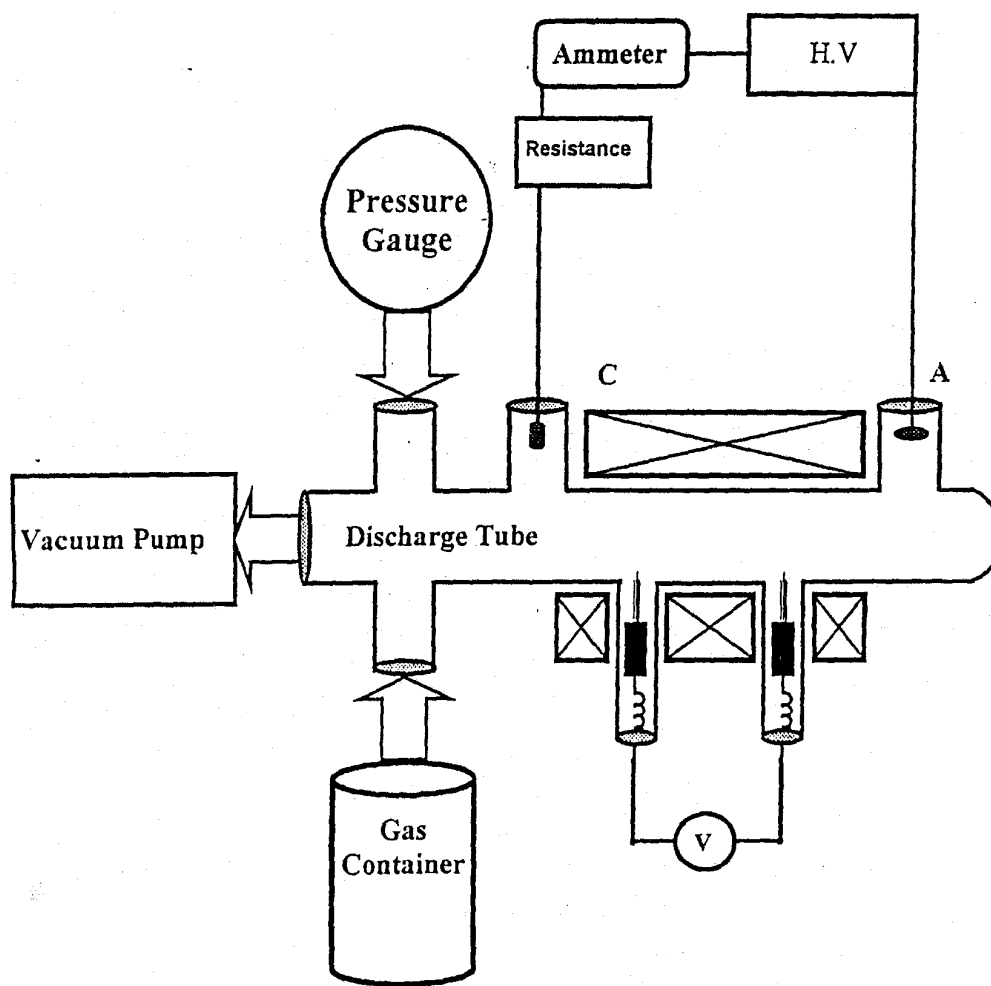 Ammeter
H.V
Resistance
Pressure
Gauge
C
A
Vacuum Pump
Discharge Tube
Gas
Container
V